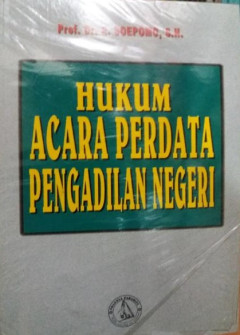 Prof. Dr. R. SOEPOMO, S.H.
HUKUM
ACARA PERDATA
PENGADILAN NEGERI